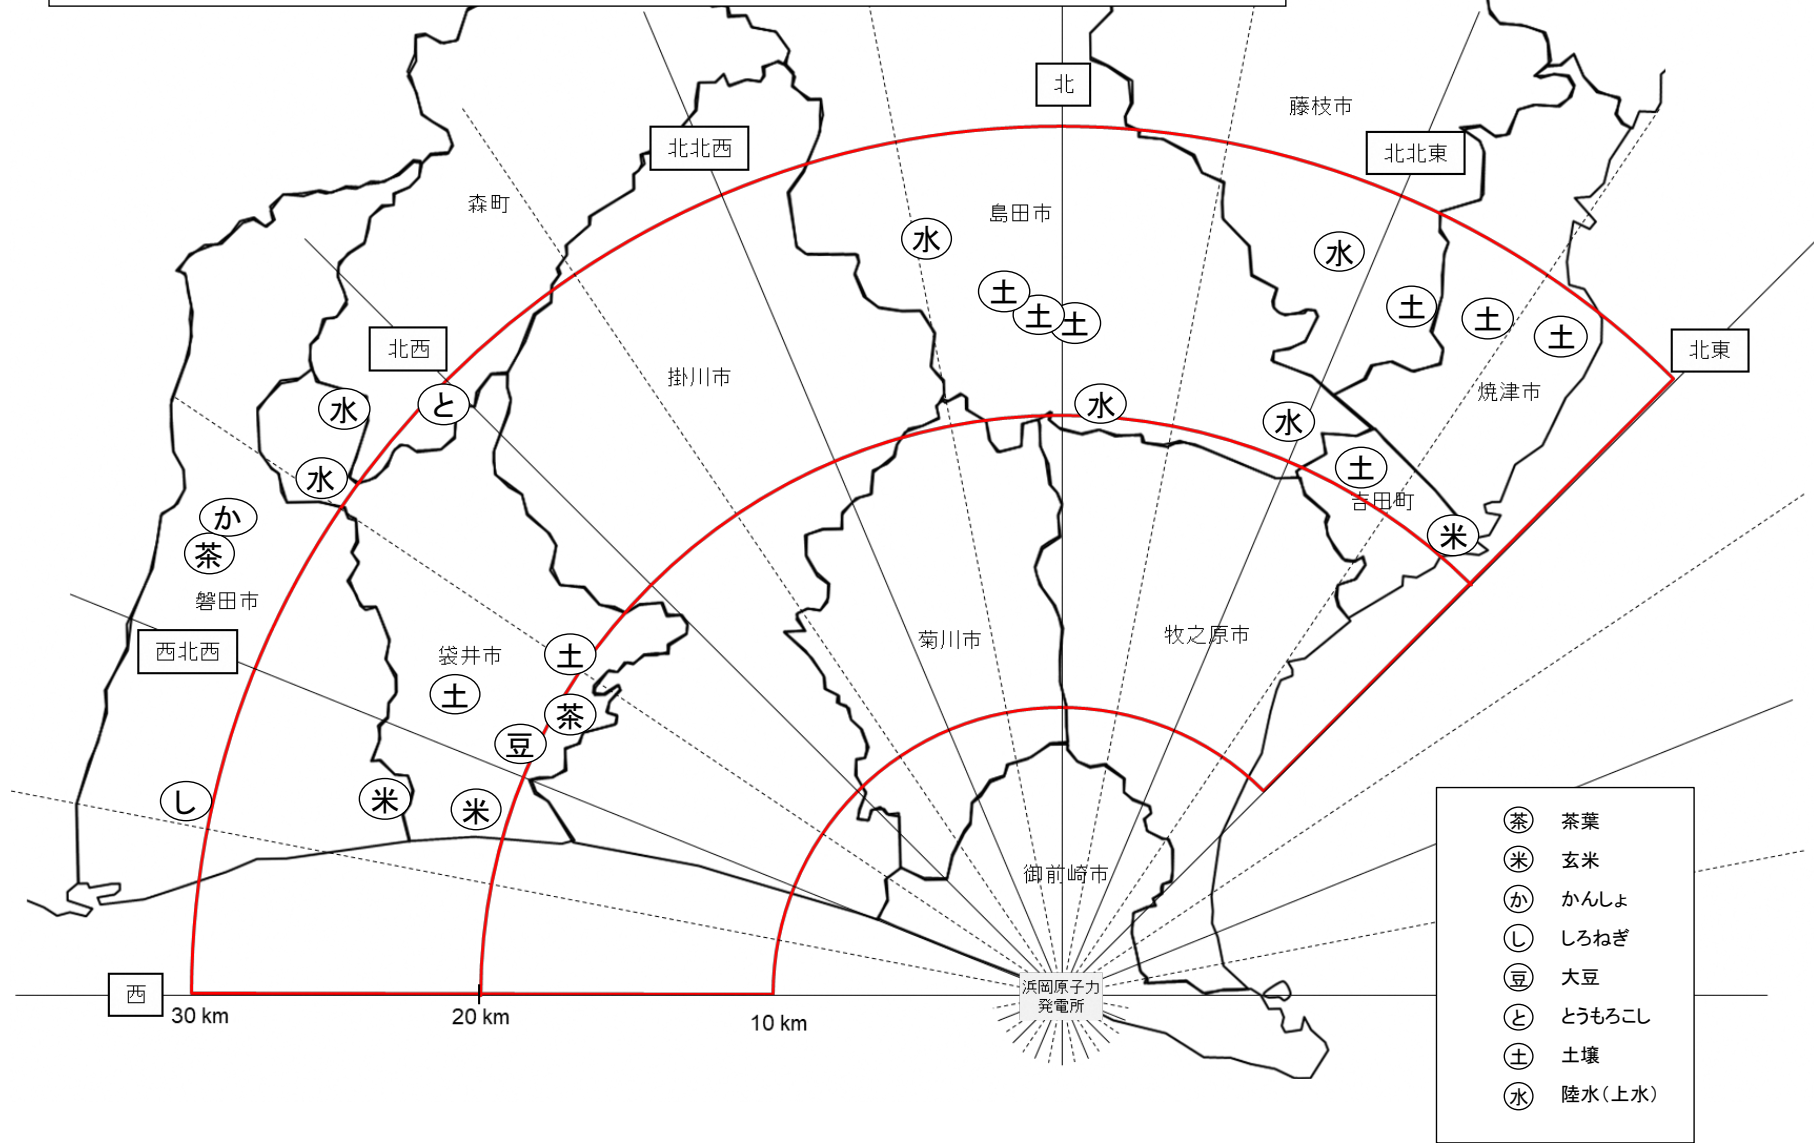 北
藤枝市
北北西
北北東
森町
島田市
水
水
土
土
土
土
土
土
北西
北東
掛川市
焼津市
水
と
水
水
水
土
吉田町
か
米
茶
磐田市
西北西
袋井市
土
菊川市
牧之原市
土
茶
豆
し
米
米
御前崎市
浜岡原子力
発電所
西
30 km
20 km
10 km
茶 茶葉
米 玄米
か かんしょ
し しろねぎ
豆 大豆
と とうもろこし
土 土壌
水 陸水(上水)